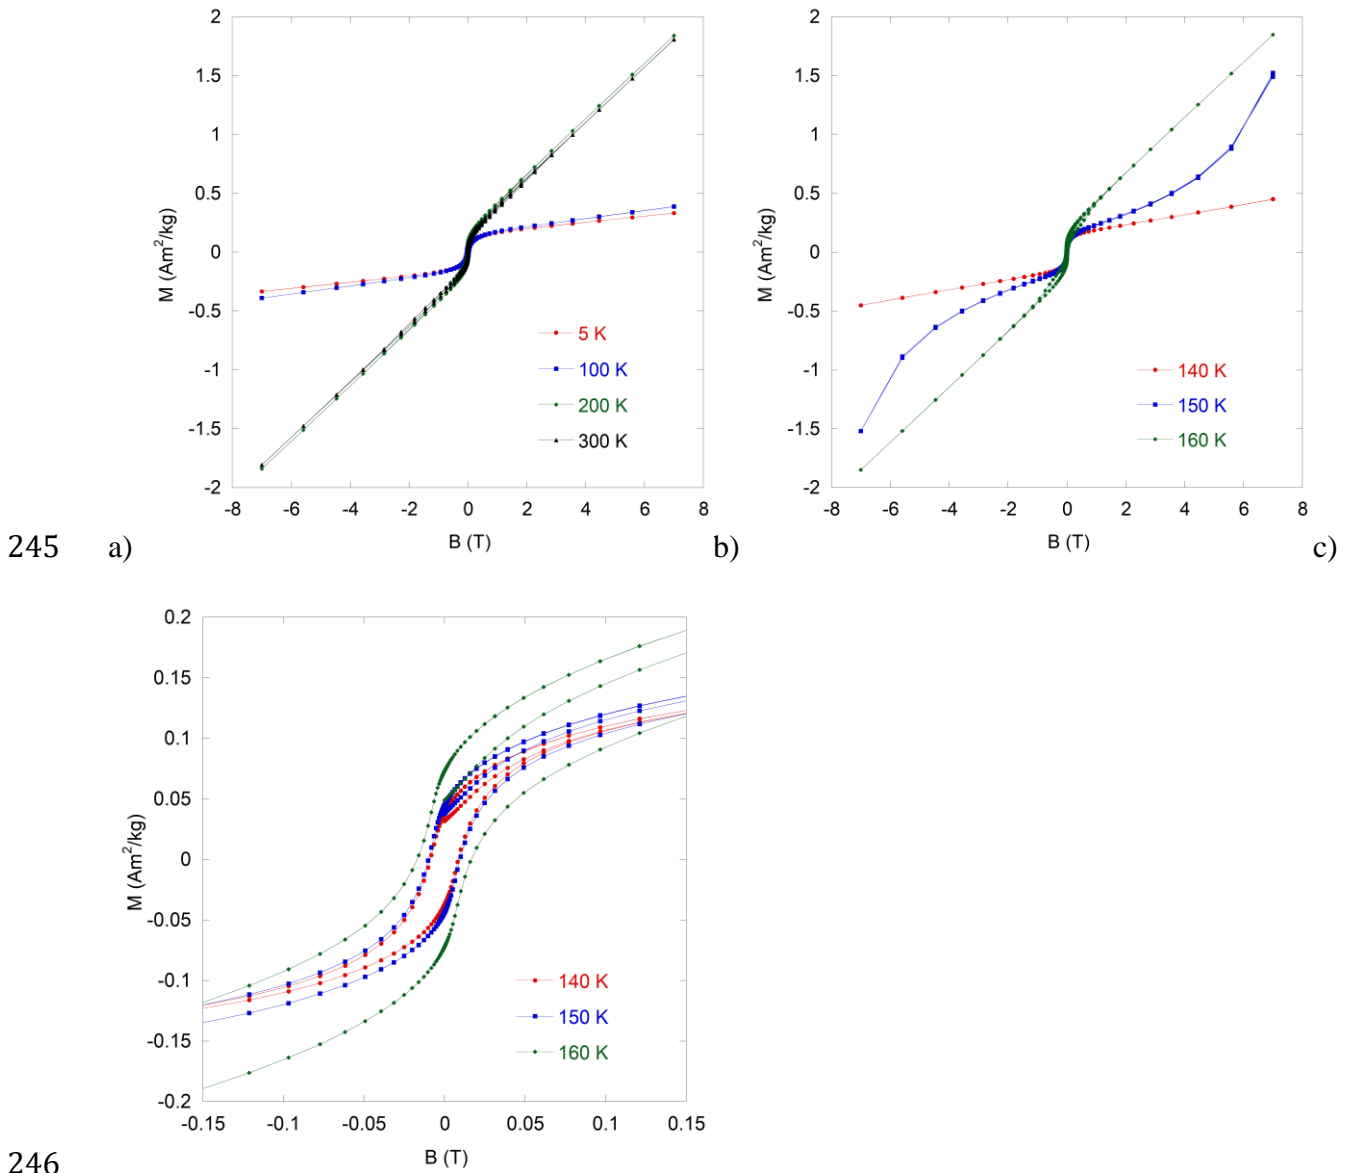 2
1.5
1
0.5
0
-0.5
-1
-1.5
-2
M (Am²/kg)
5 K
100 K
200 K
300 K
-8 -6 -4 -2 0 2 4 6 8
B (T)
2
1.5
1
0.5
0
-0.5
-1
-1.5
-2
M (Am²/kg)
140 K
150 K
160 K
-8 -6 -4 -2 0 2 4 6 8
B (T)
245 a) b) c)
0.2
0.15
0.1
0.05
0
-0.05
-0.1
-0.15
-0.2
M (Am²/kg)
140 K
150 K
160 K
-0.15 -0.1 -0.05 0 0.05 0.1 0.15
B (T)
246